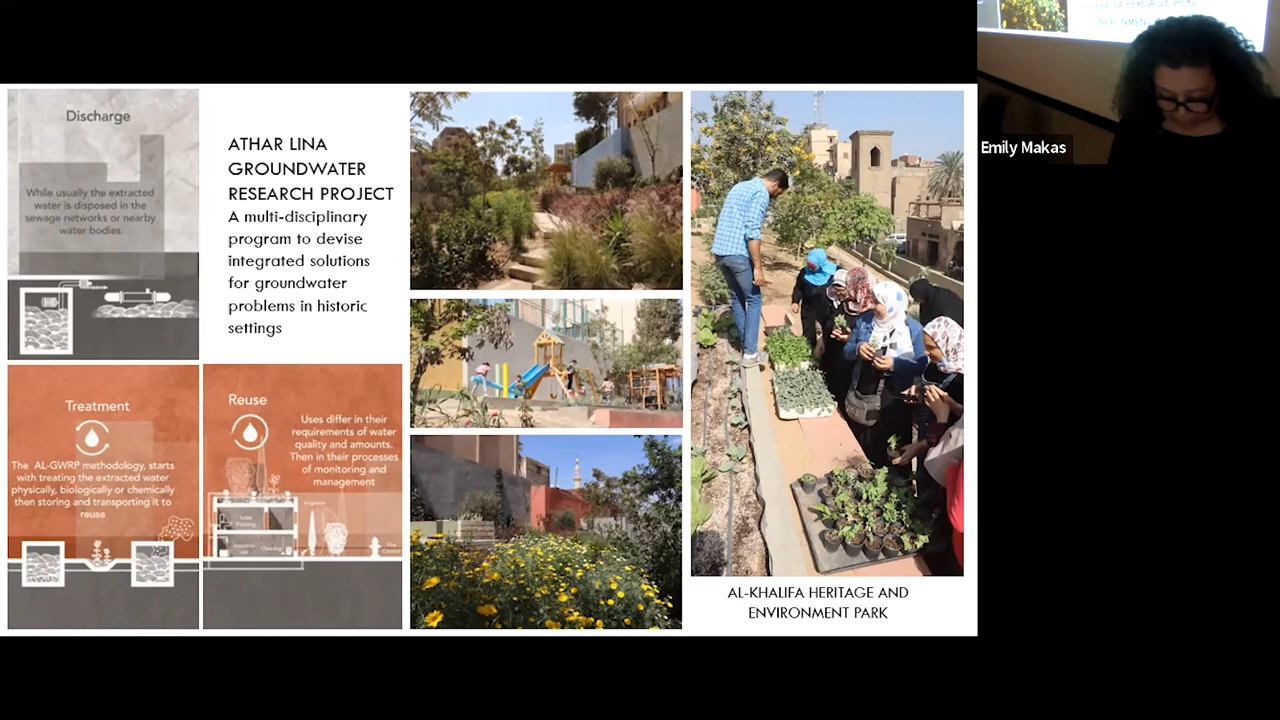 Discharge
While usually the extracted
water is disposed in the
sewage networks or nearby
water bodies
ATHAR LINA
GROUNDWATER
RESEARCH PROJECT
A multi-disciplinary
program to devise
integrated solutions
for groundwater
problems in historic
settings
Treatment
The AL-GWRP methodology, starts
with treating the extracted water
physically, biologically or chemically
then storing and transporting it to
reuse
Reuse
Uses differ in their
requirements of water
quality and amounts.
Then in their processes
of monitoring and
management
AL-KHALIFA HERITAGE AND
ENVIRONMENT PARK
Emily Makas